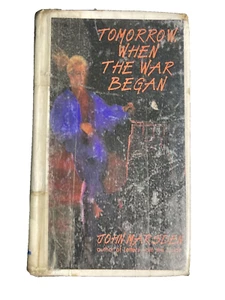 TOMORROW,
WHEN
THE WAR
BEGAN
JOHN MARSDEN